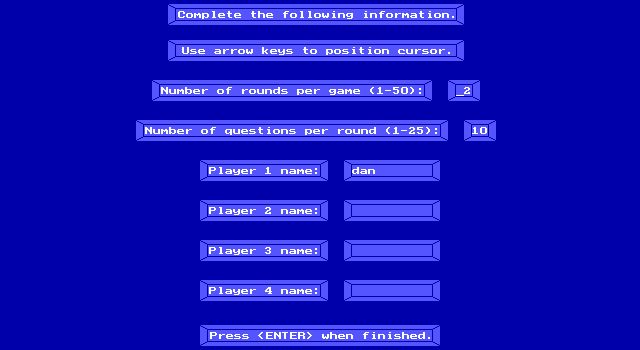 Complete the following information.
Use arrow keys to position cursor.
Number of rounds per game (1-50): _2
Number of questions per round (1-25): 10
Player 1 name: dan
Player 2 name:
Player 3 name:
Player 4 name:
Press <ENTER> when finished.